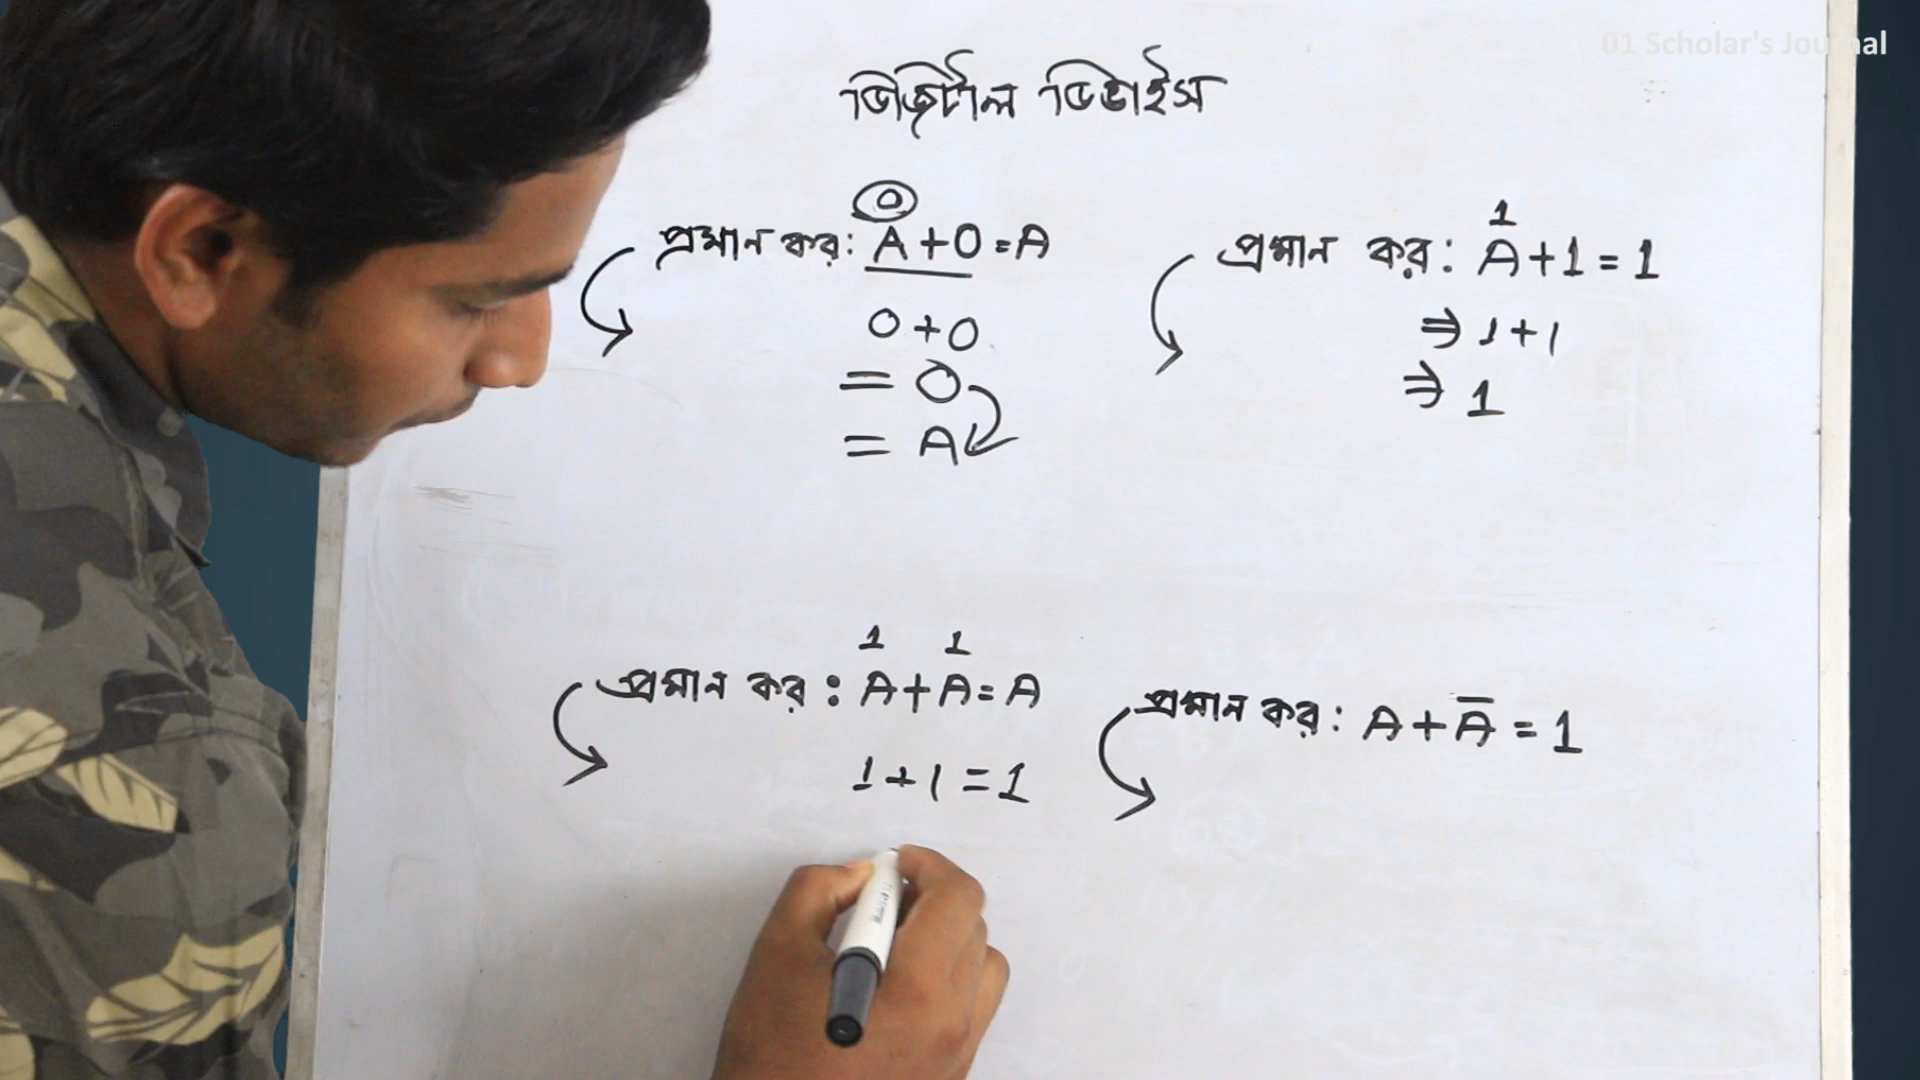 01 Scholar's Journal
ডিজিটাল ডিভাইস
0
প্রমান কর: A + 0 = A
0 + 0
= 0
= A
1
প্রমান কর: A + 1 = 1
⇒ 1 + 1
⇒ 1
1 1
প্রমান কর: A + A = A
1 + 1 = 1
প্রমান কর: A + A̅ = 1